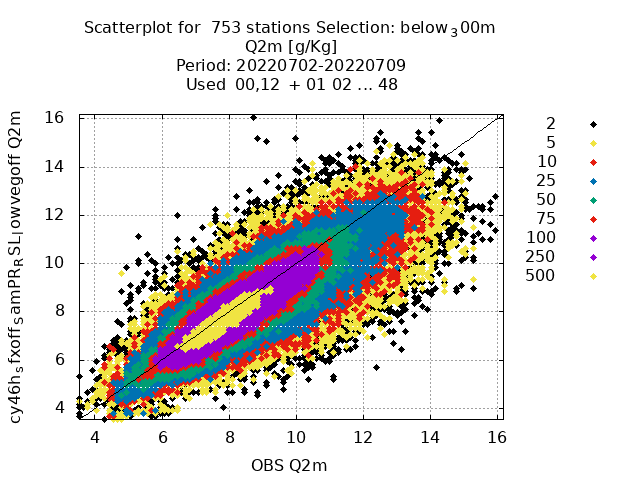 Scatterplot for 753 stations Selection: below₃00m
Q2m [g/Kg]
Period: 20220702-20220709
Used 00,12 + 01 02 ... 48
cy46hₛfxoffₛamPRᵣSLₗowvegoff Q2m
16
14
12
10
8
6
4
4 6 8 10 12 14 16
OBS Q2m
2
5
10
25
50
75
100
250
500